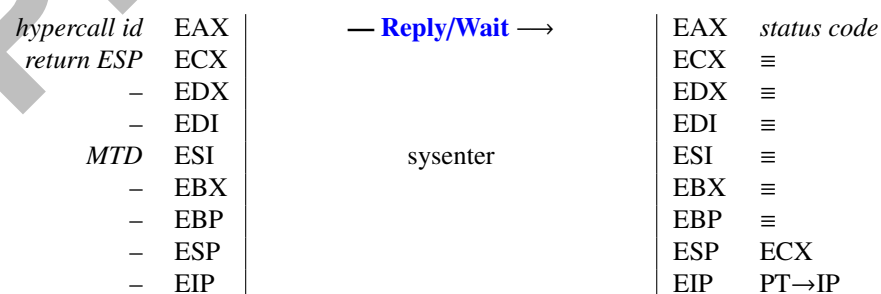 hypercall id EAX — Reply/Wait ⟶ EAX status code
return ESP ECX ECX ≡
– EDX EDX ≡
– EDI EDI ≡
MTD ESI sysenter ESI ≡
– EBX EBX ≡
– EBP EBP ≡
– ESP ESP ECX
– EIP EIP PT→IP